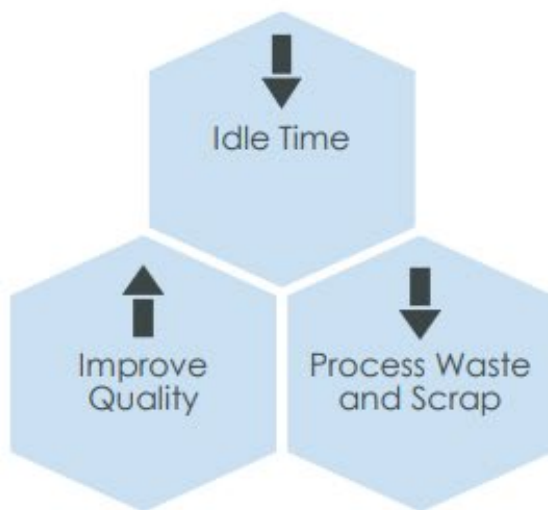 Idle Time
Improve
Quality
Process Waste
and Scrap